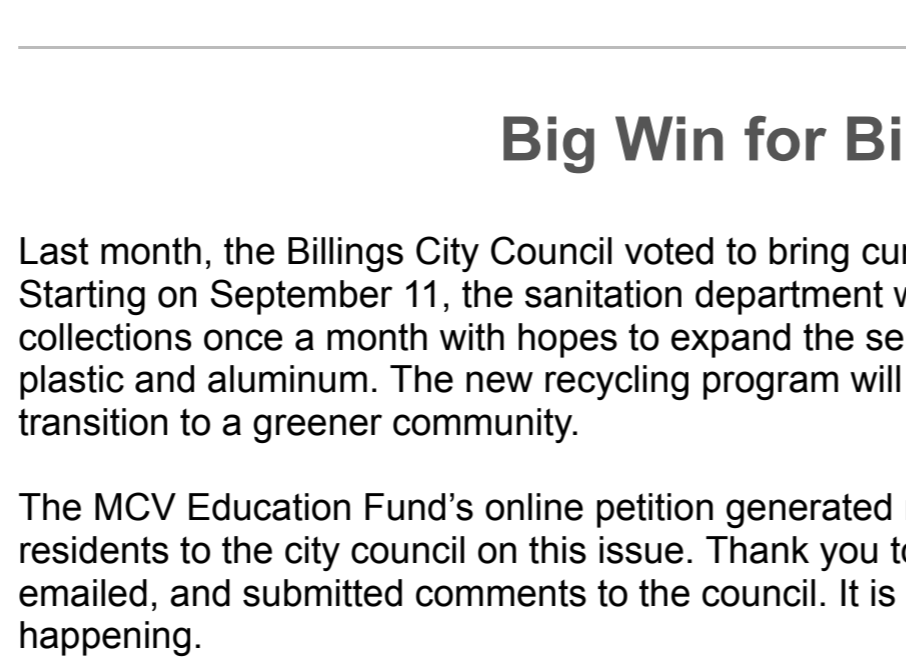 Big Win for Bi
Last month, the Billings City Council voted to bring
Starting on September 11, the sanitation department
collections once a month with hopes to expand the
plastic and aluminum. The new recycling program will
transition to a greener community.
The MCV Education Fund’s online petition generated
residents to the city council on this issue. Thank you
emailed, and submitted comments to the council. It is
happening.